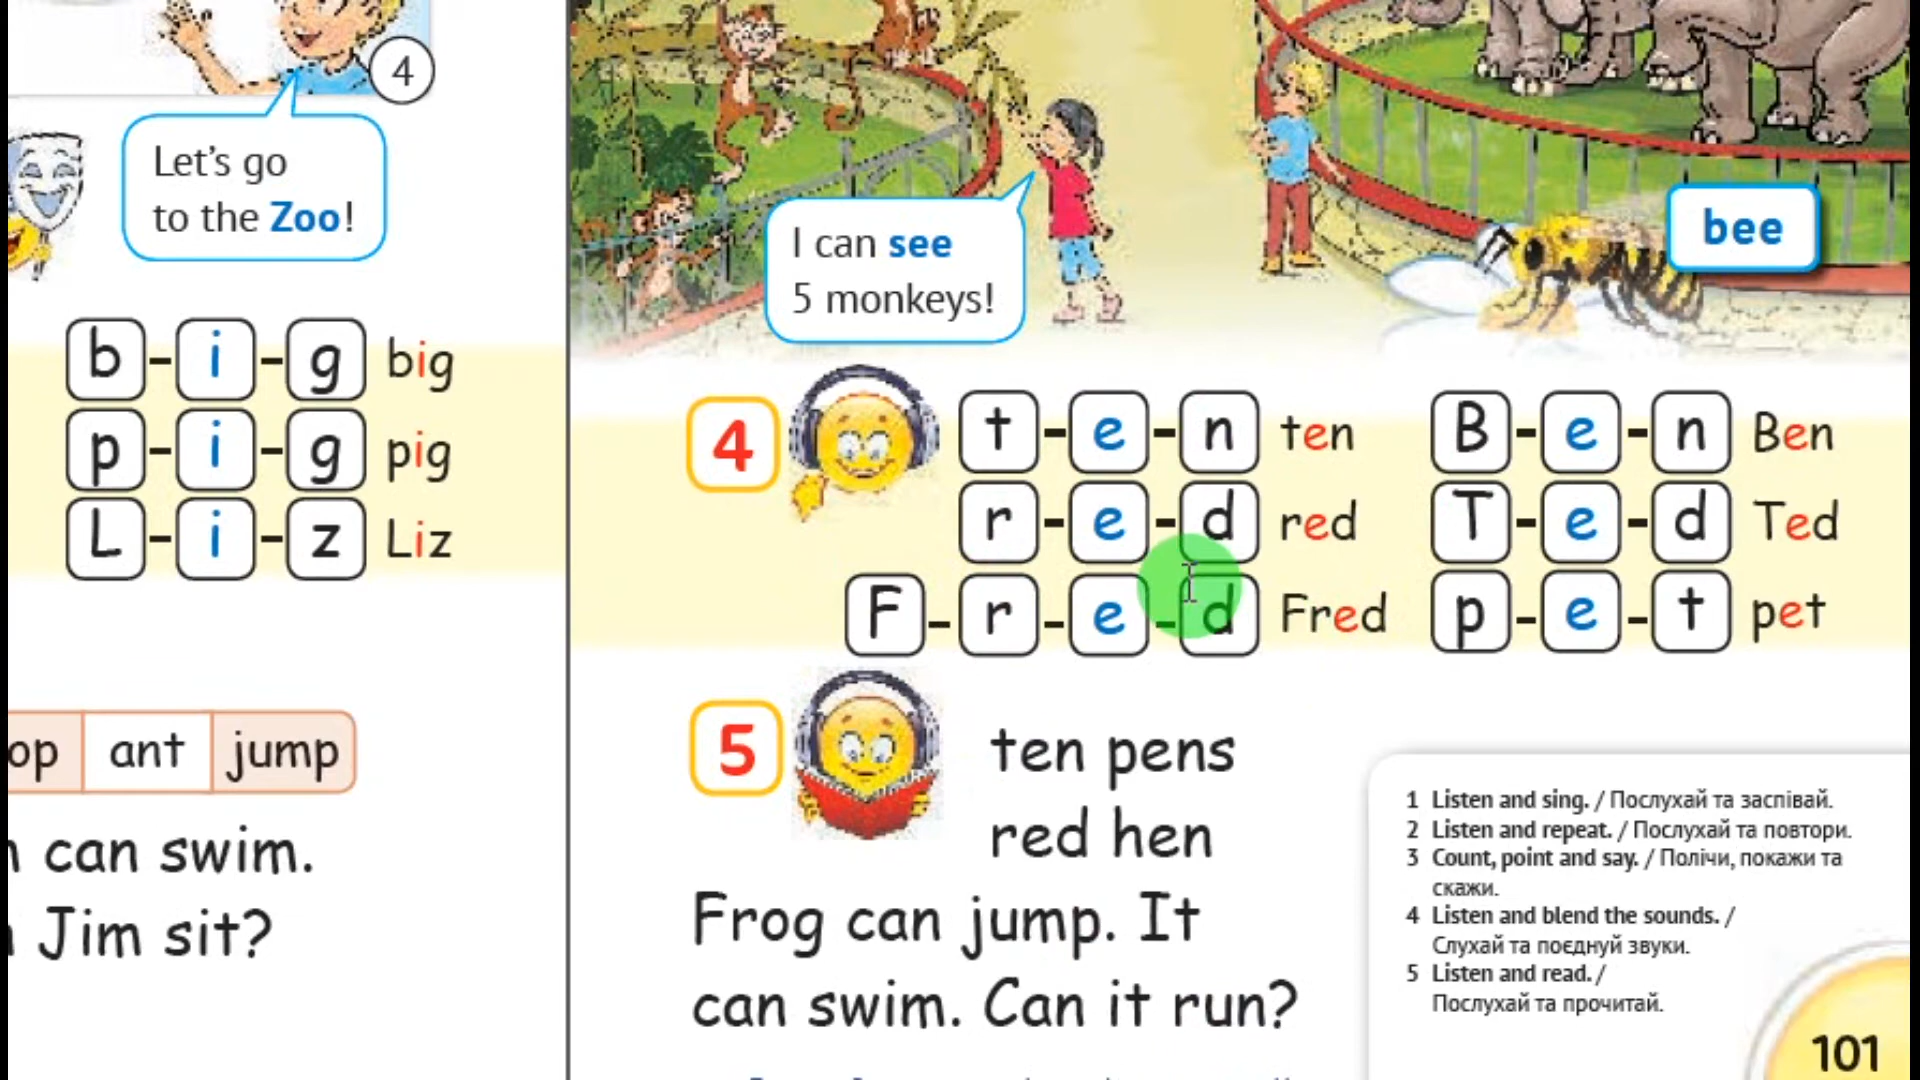 4
Let's go
to the Zoo!
b-i-g big
p-i-g pig
L-i-z Liz
op ant jump
can swim.
Jim sit?
I can see
5 monkeys!
bee
4
t-e-n ten B-e-n Ben
r-e-d red T-e-d Ted
F-r-e-d Fred p-e-t pet
5
ten pens
red hen
Frog can jump. It
can swim. Can it run?
1 Listen and sing. / Послухай та заспівай.
2 Listen and repeat. / Послухай та повтори.
3 Count, point and say. / Полічи, покажи та
скажи.
4 Listen and blend the sounds. /
Слухай та поєднуй звуки.
5 Listen and read. /
Послухай та прочитай.
101